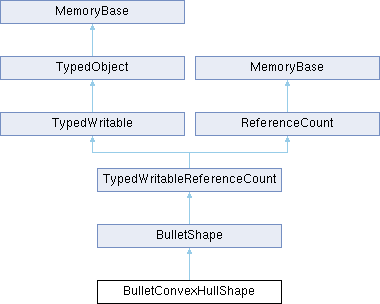 MemoryBase
TypedObject
MemoryBase
TypedWritable
ReferenceCount
TypedWritableReferenceCount
BulletShape
BulletConvexHullShape